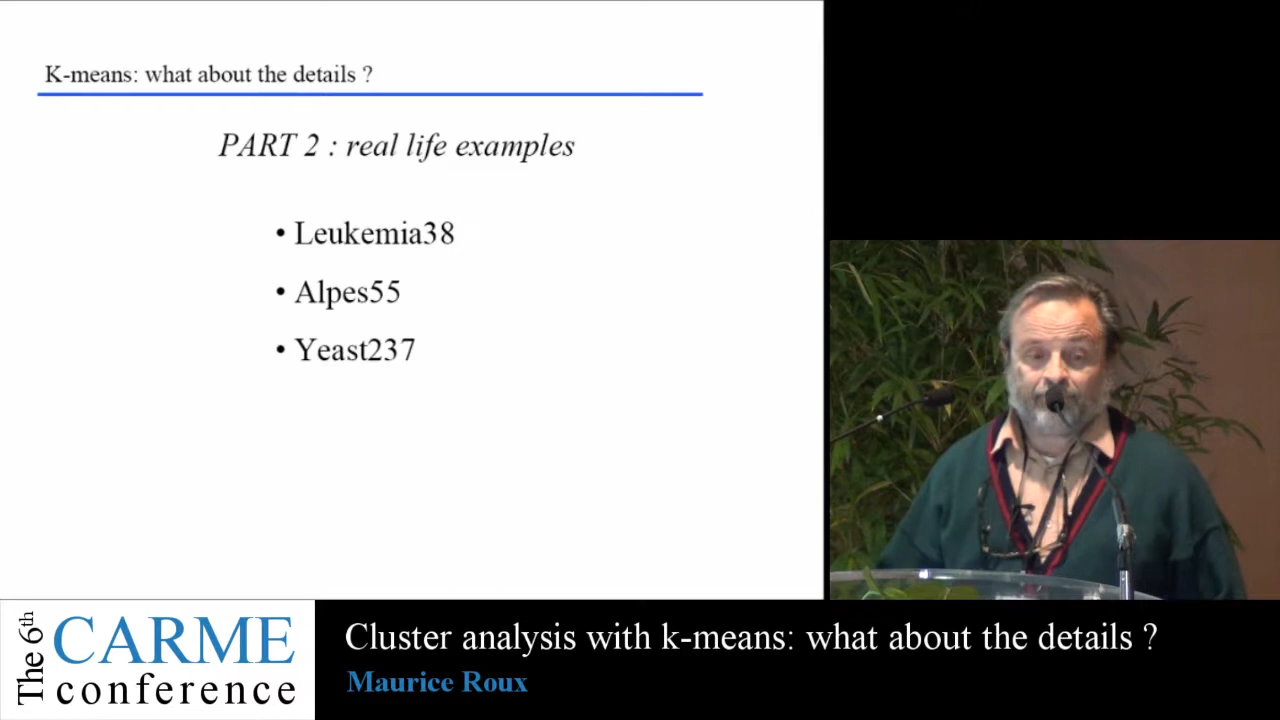 K-means: what about the details ?
PART 2 : real life examples
• Leukemia38
• Alpes55
• Yeast237
The 6th
CARME
conference
Cluster analysis with k-means: what about the details ?
Maurice Roux